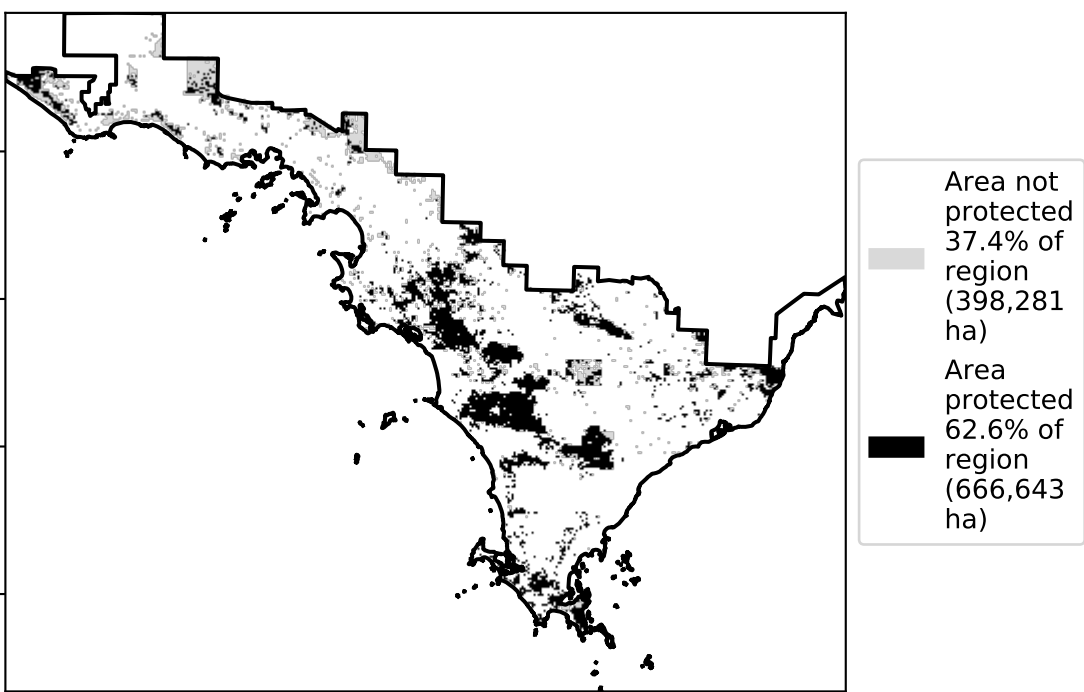 Area not
protected
37.4% of
region
(398,281
ha)
Area
protected
62.6% of
region
(666,643
ha)